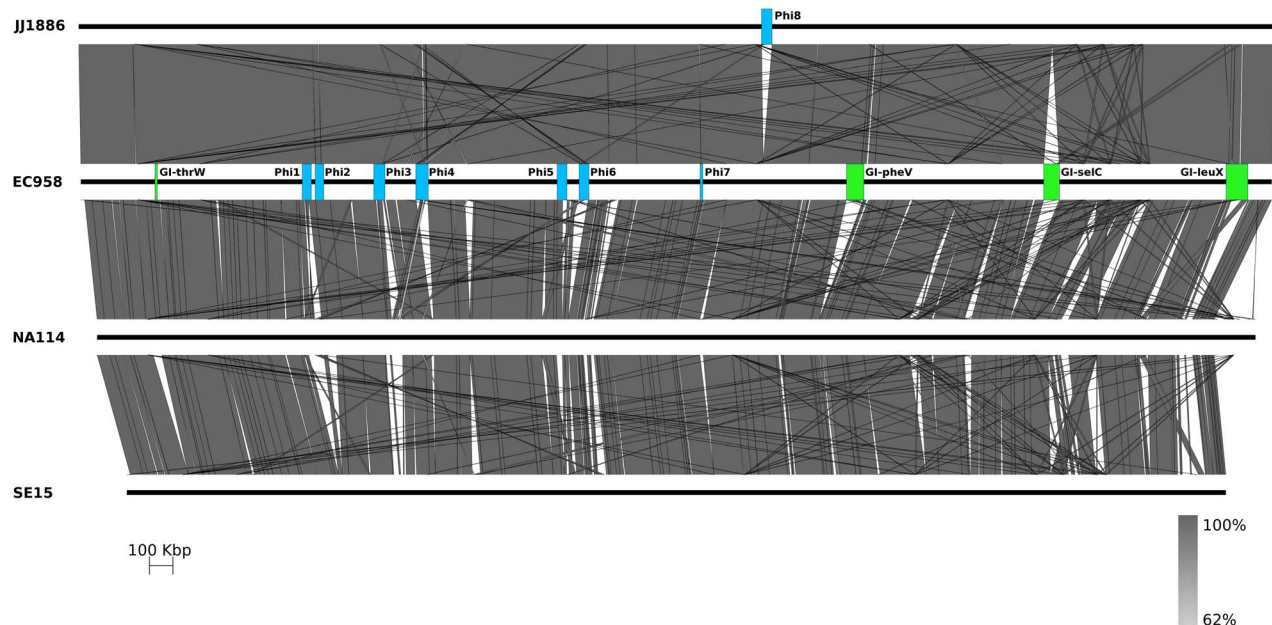 JJ1886
Phi8
EC958
GI-thrW
Phi1
Phi2
Phi3
Phi4
Phi5
Phi6
Phi7
GI-pheV
GI-selC
GI-leuX
NA114
SE15
100 Kbp
100%
62%